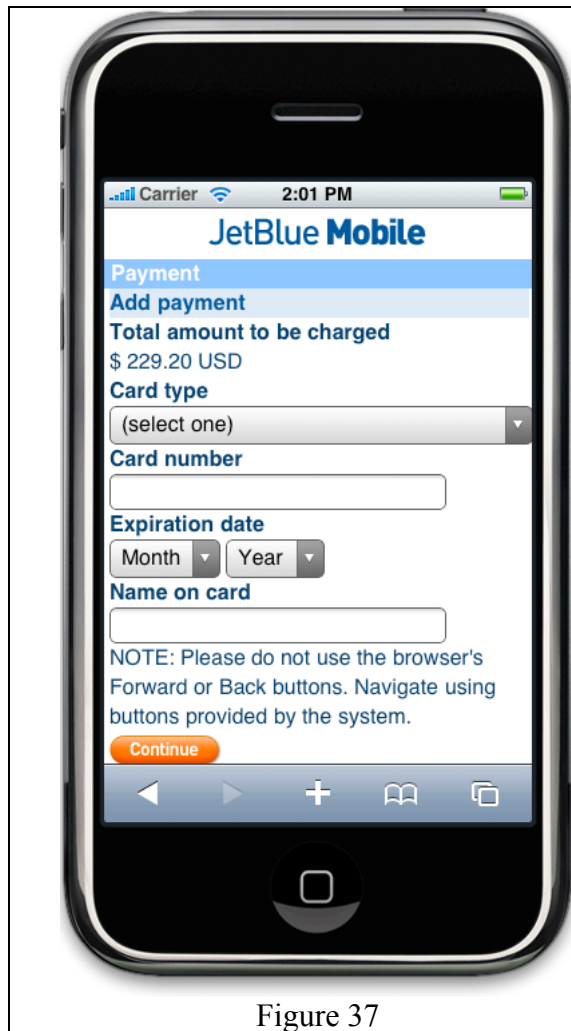 Carrier 2:01 PM
JetBlue Mobile
Payment
Add payment
Total amount to be charged
$ 229.20 USD
Card type
(select one)
Card number
Expiration date
Month Year
Name on card
NOTE: Please do not use the browser's
Forward or Back buttons. Navigate using
buttons provided by the system.
Continue
Figure 37